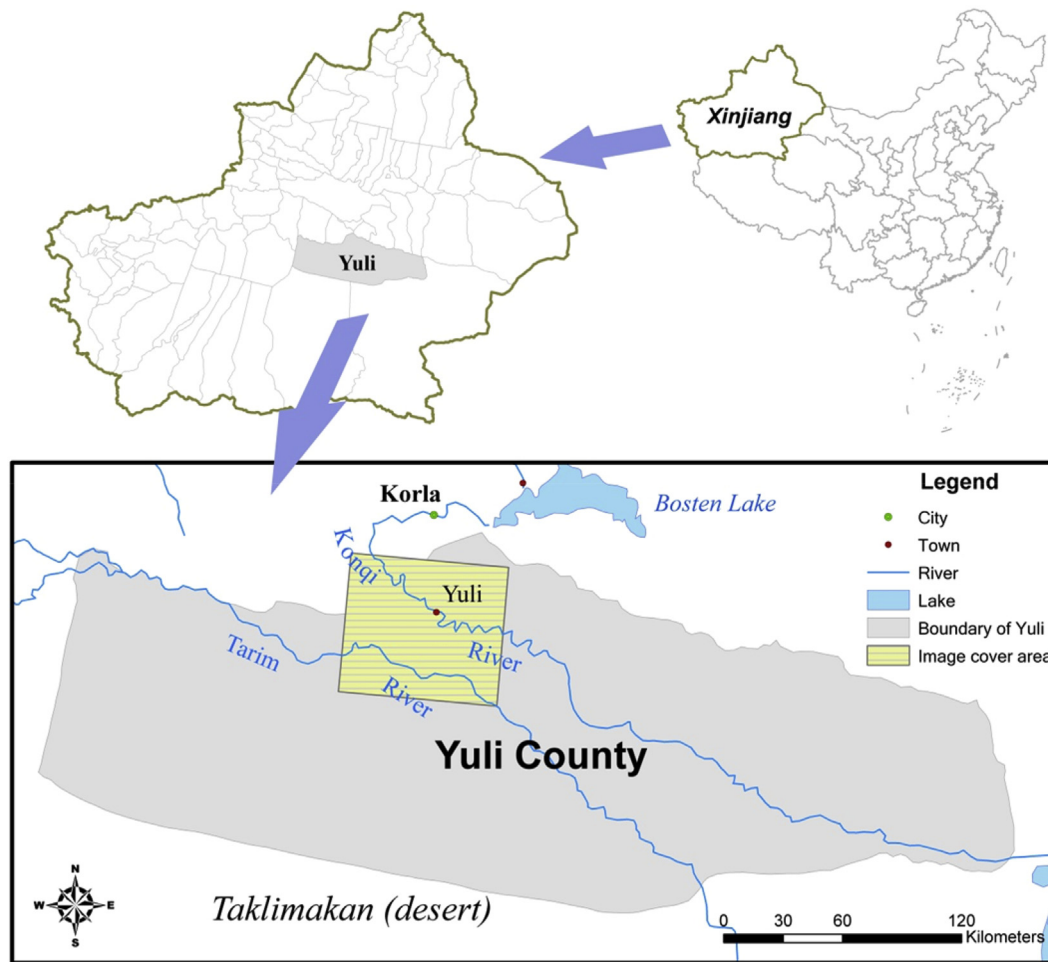 Xinjiang
Yuli
Korla
Bosten Lake
Konqi
Yuli
River
Tarim
River
Yuli County
Taklimakan (desert)
Legend
City
Town
River
Lake
Boundary of Yuli
Image cover area
N
W E
S
0 30 60 120
Kilometers